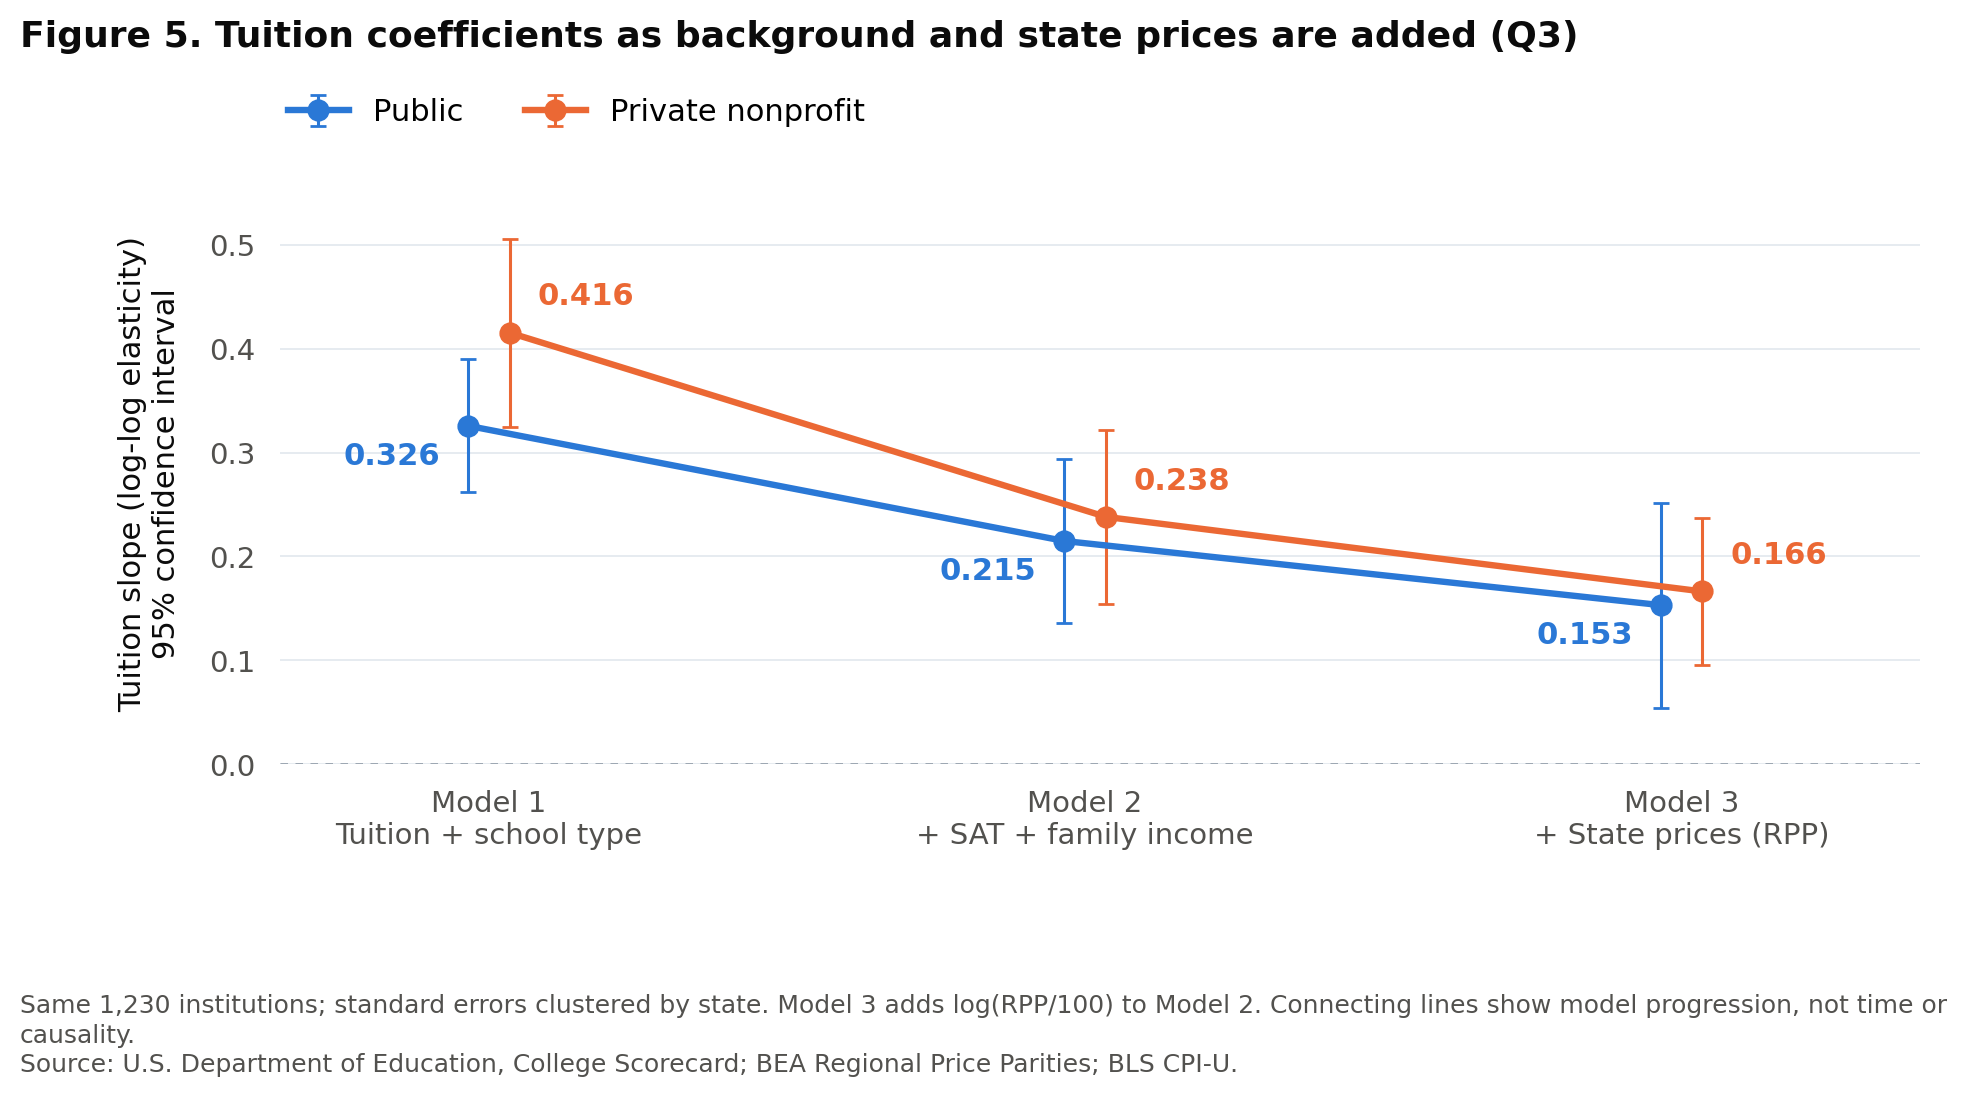 Figure 5. Tuition coefficients as background and state prices are added (Q3)
Public
Private nonprofit
Tuition slope (log-log elasticity)
95% confidence interval
0.5
0.4
0.3
0.2
0.1
0.0
0.416
0.326
0.238
0.215
0.166
0.153
Model 1
Tuition + school type
Model 2
+ SAT + family income
Model 3
+ State prices (RPP)
Same 1,230 institutions; standard errors clustered by state. Model 3 adds log(RPP/100) to Model 2. Connecting lines show model progression, not time or
causality.
Source: U.S. Department of Education, College Scorecard; BEA Regional Price Parities; BLS CPI-U.